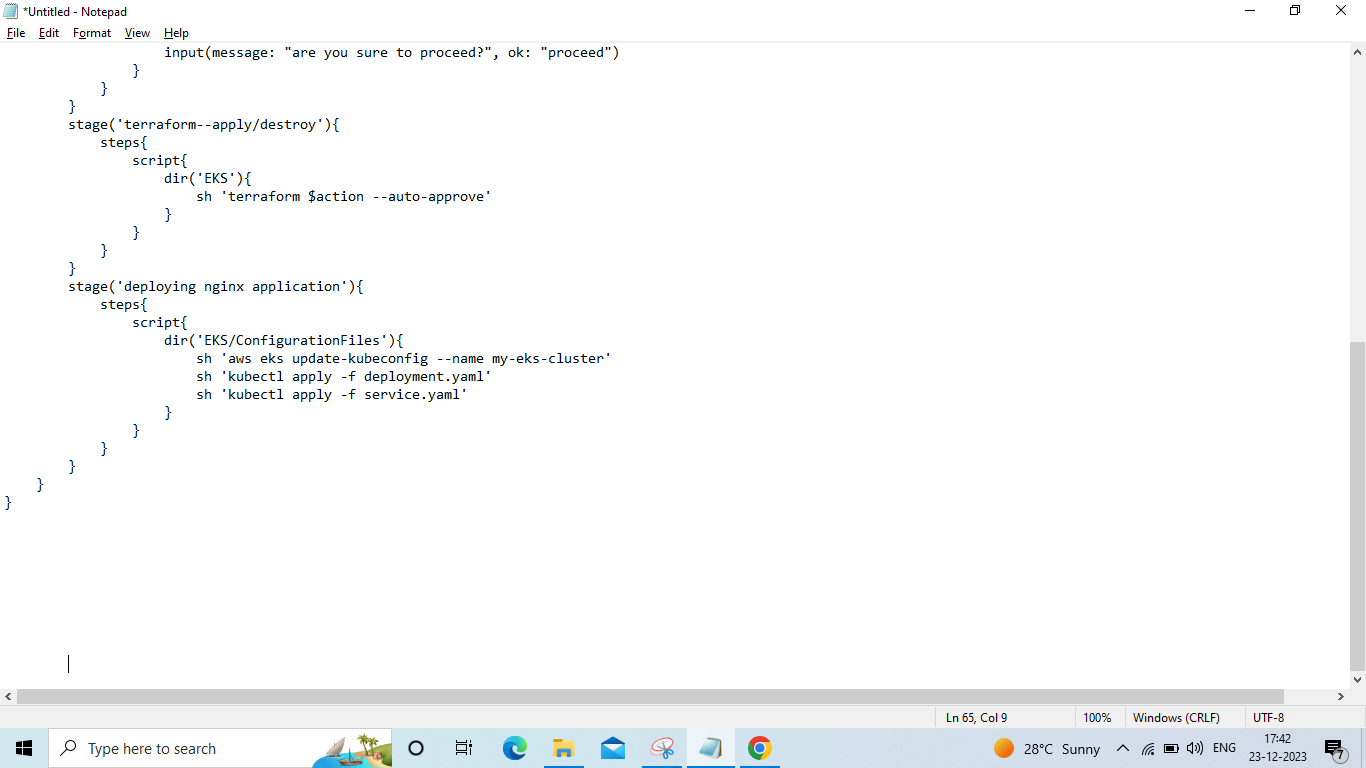 *Untitled - Notepad
File Edit Format View Help
                    input(message: "are you sure to proceed?", ok: "proceed")
                }
            }
        }
        stage('terraform--apply/destroy'){
            steps{
                script{
                    dir('EKS'){
                        sh 'terraform $action --auto-approve'
                    }
                }
            }
        }
        stage('deploying nginx application'){
            steps{
                script{
                    dir('EKS/ConfigurationFiles'){
                        sh 'aws eks update-kubeconfig --name my-eks-cluster'
                        sh 'kubectl apply -f deployment.yaml'
                        sh 'kubectl apply -f service.yaml'
                    }
                }
            }
        }
    }
}
Ln 65, Col 9 100% Windows (CRLF) UTF-8
Type here to search
28°C Sunny
ENG
17:42
23-12-2023
7